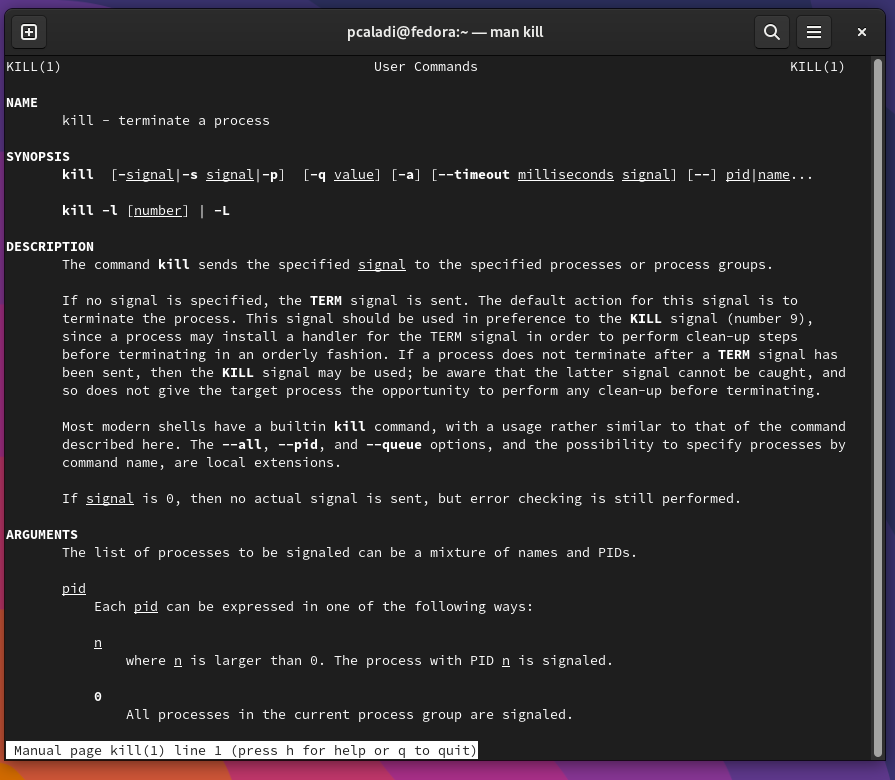 pcaladi@fedora:~ — man kill
KILL(1) User Commands KILL(1)
NAME
kill - terminate a process
SYNOPSIS
kill [-signal|-s signal|-p] [-q value] [-a] [--timeout milliseconds signal] [--] pid|name...
kill -l [number] | -L
DESCRIPTION
The command kill sends the specified signal to the specified processes or process groups.
If no signal is specified, the TERM signal is sent. The default action for this signal is to
terminate the process. This signal should be used in preference to the KILL signal (number 9),
since a process may install a handler for the TERM signal in order to perform clean-up steps
before terminating in an orderly fashion. If a process does not terminate after a TERM signal has
been sent, then the KILL signal may be used; be aware that the latter signal cannot be caught, and
so does not give the target process the opportunity to perform any clean-up before terminating.
Most modern shells have a builtin kill command, with a usage rather similar to that of the command
described here. The --all, --pid, and --queue options, and the possibility to specify processes by
command name, are local extensions.
If signal is 0, then no actual signal is sent, but error checking is still performed.
ARGUMENTS
The list of processes to be signaled can be a mixture of names and PIDs.
pid
Each pid can be expressed in one of the following ways:
n
where n is larger than 0. The process with PID n is signaled.
0
All processes in the current process group are signaled.
Manual page kill(1) line 1 (press h for help or q to quit)